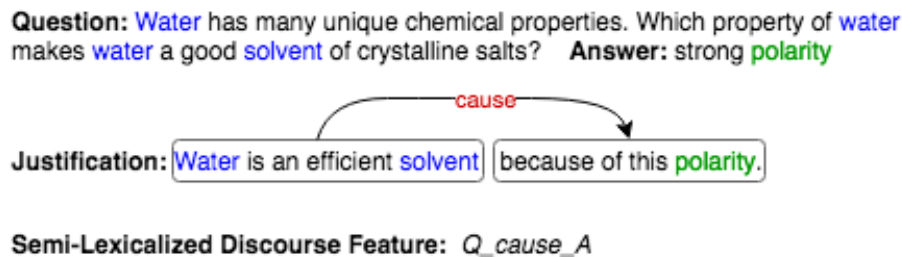 Question: Water has many unique chemical properties. Which property of water
makes water a good solvent of crystalline salts? Answer: strong polarity
cause
Justification: Water is an efficient solvent because of this polarity.
Semi-Lexicalized Discourse Feature: Q_cause_A